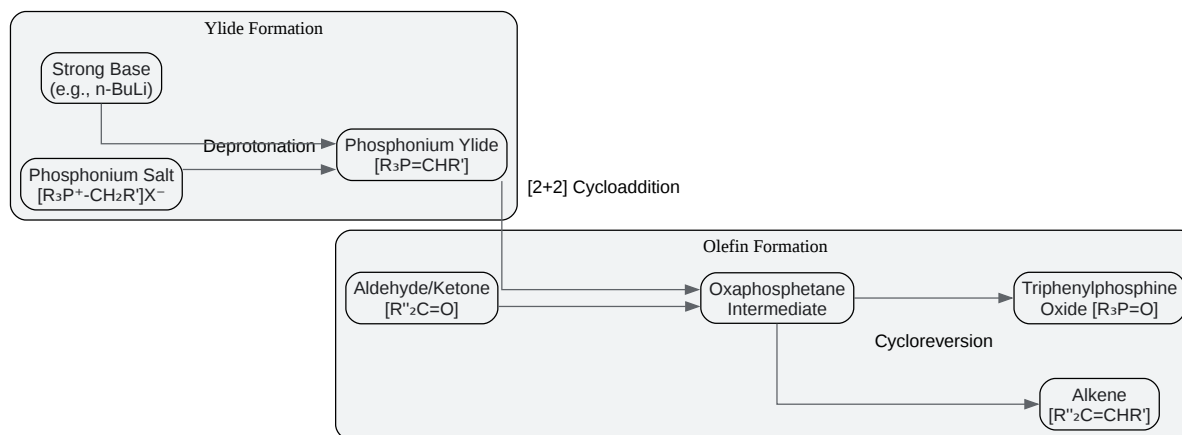 Ylide Formation
Strong Base
(e.g., n-BuLi)
Deprotonation
Phosphonium Salt
[R₃P⁺-CH₂R']X⁻
Phosphonium Ylide
[R₃P=CHR']
[2+2] Cycloaddition
Olefin Formation
Aldehyde/Ketone
[R''₂C=O]
Oxaphosphetane
Intermediate
Triphenylphosphine
Oxide [R₃P=O]
Cycloreversion
Alkene
[R''₂C=CHR']